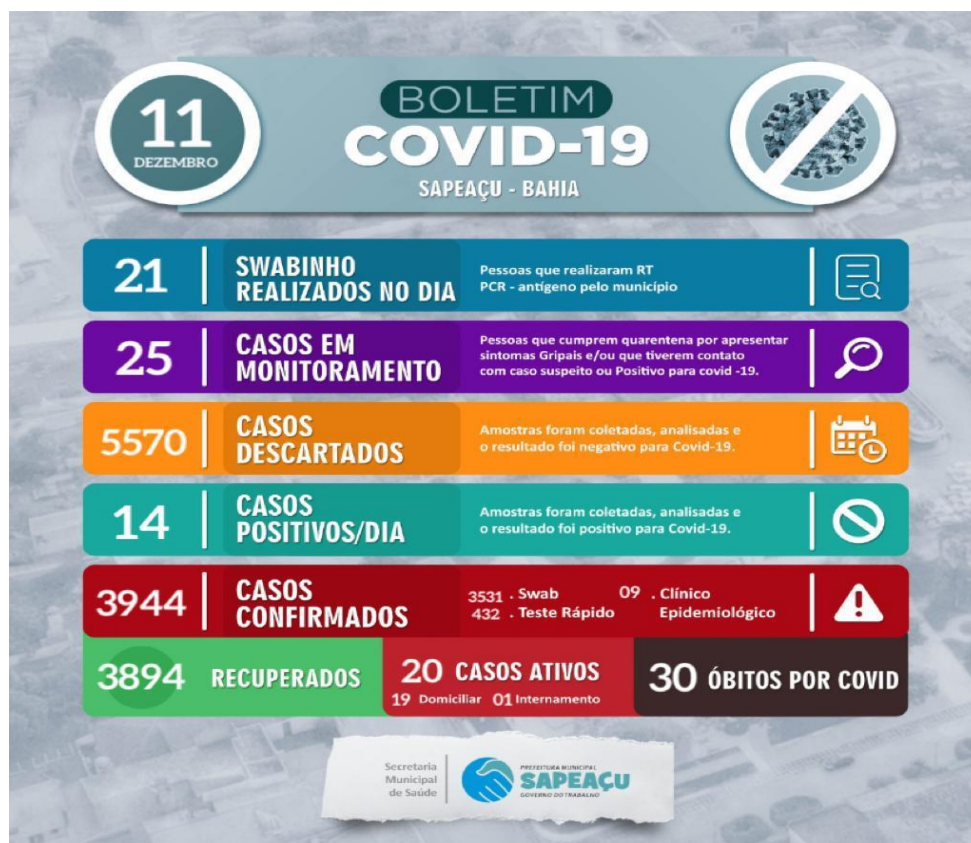 11
DEZEMBRO
BOLETIM
COVID-19
SAPEAÇU - BAHIA
21
SWABINHO
REALIZADOS NO DIA
Pessoas que realizaram RT
PCR - antígeno pelo município
25
CASOS EM
MONITORAMENTO
Pessoas que cumprem quarentena por apresentar
sintomas Gripais e/ou que tiverem contato
com caso suspeito ou Positivo para covid -19.
5570
CASOS
DESCARTADOS
Amostras foram coletadas, analisadas e
o resultado foi negativo para Covid-19.
14
CASOS
POSITIVOS/DIA
Amostras foram coletadas, analisadas e
o resultado foi positivo para Covid-19.
3944
CASOS
CONFIRMADOS
3531 . Swab
432 . Teste Rápido
09 . Clínico
Epidemiológico
3894 RECUPERADOS
20 CASOS ATIVOS
19 Domiciliar 01 Internamento
30 ÓBITOS POR COVID
Secretaria
Municipal
de Saúde
PREFEITURA MUNICIPAL
SAPEAÇU
GOVERNO DO TRABALHO